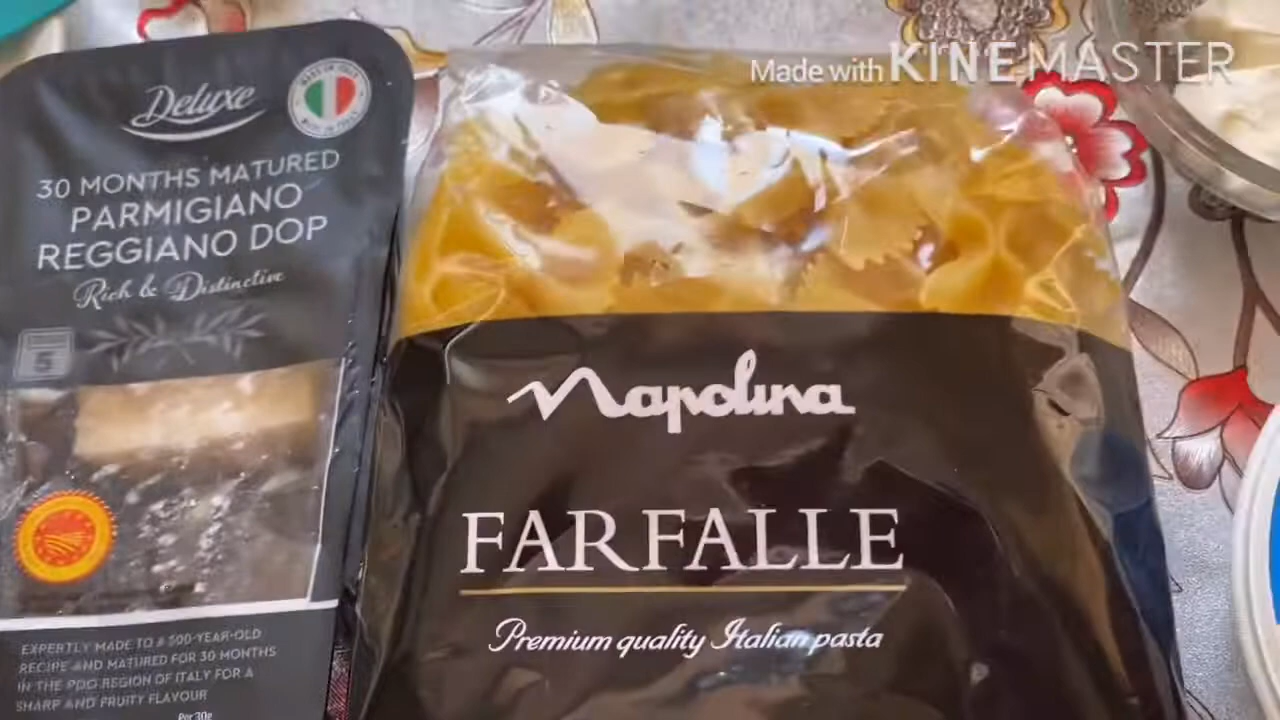 Made with KINEMASTER
Deluxe
30 MONTHS MATURED
PARMIGIANO
REGGIANO DOP
Rich & Distinctive
5
EXPERTLY MADE TO A 500-YEAR-OLD
RECIPE AND MATURED FOR 30 MONTHS
IN THE PDO REGION OF ITALY FOR A
SHARP AND FRUITY FLAVOUR
Per 30g
Napolina
FARFALLE
Premium quality Italian pasta